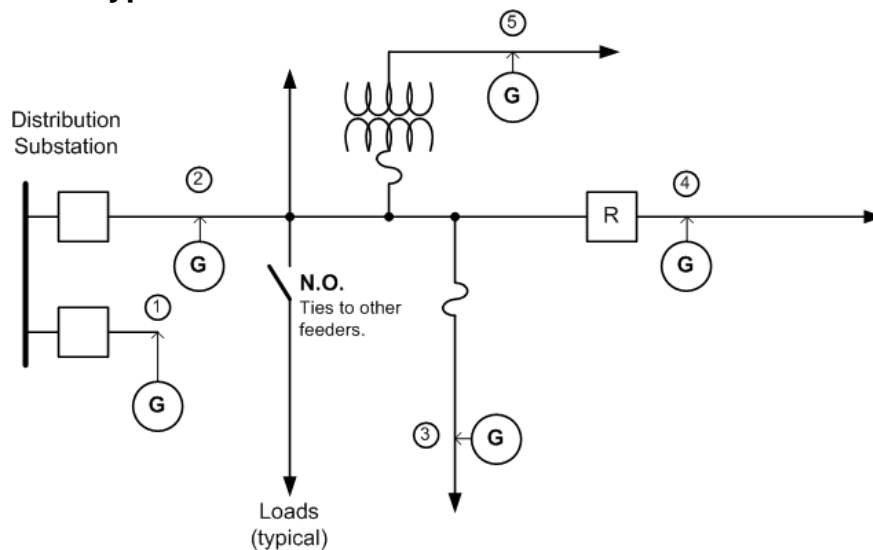 5
G
Distribution
Substation
2
4
R
G
G
N.O.
Ties to other
feeders.
1
G
3
G
Loads
(typical)